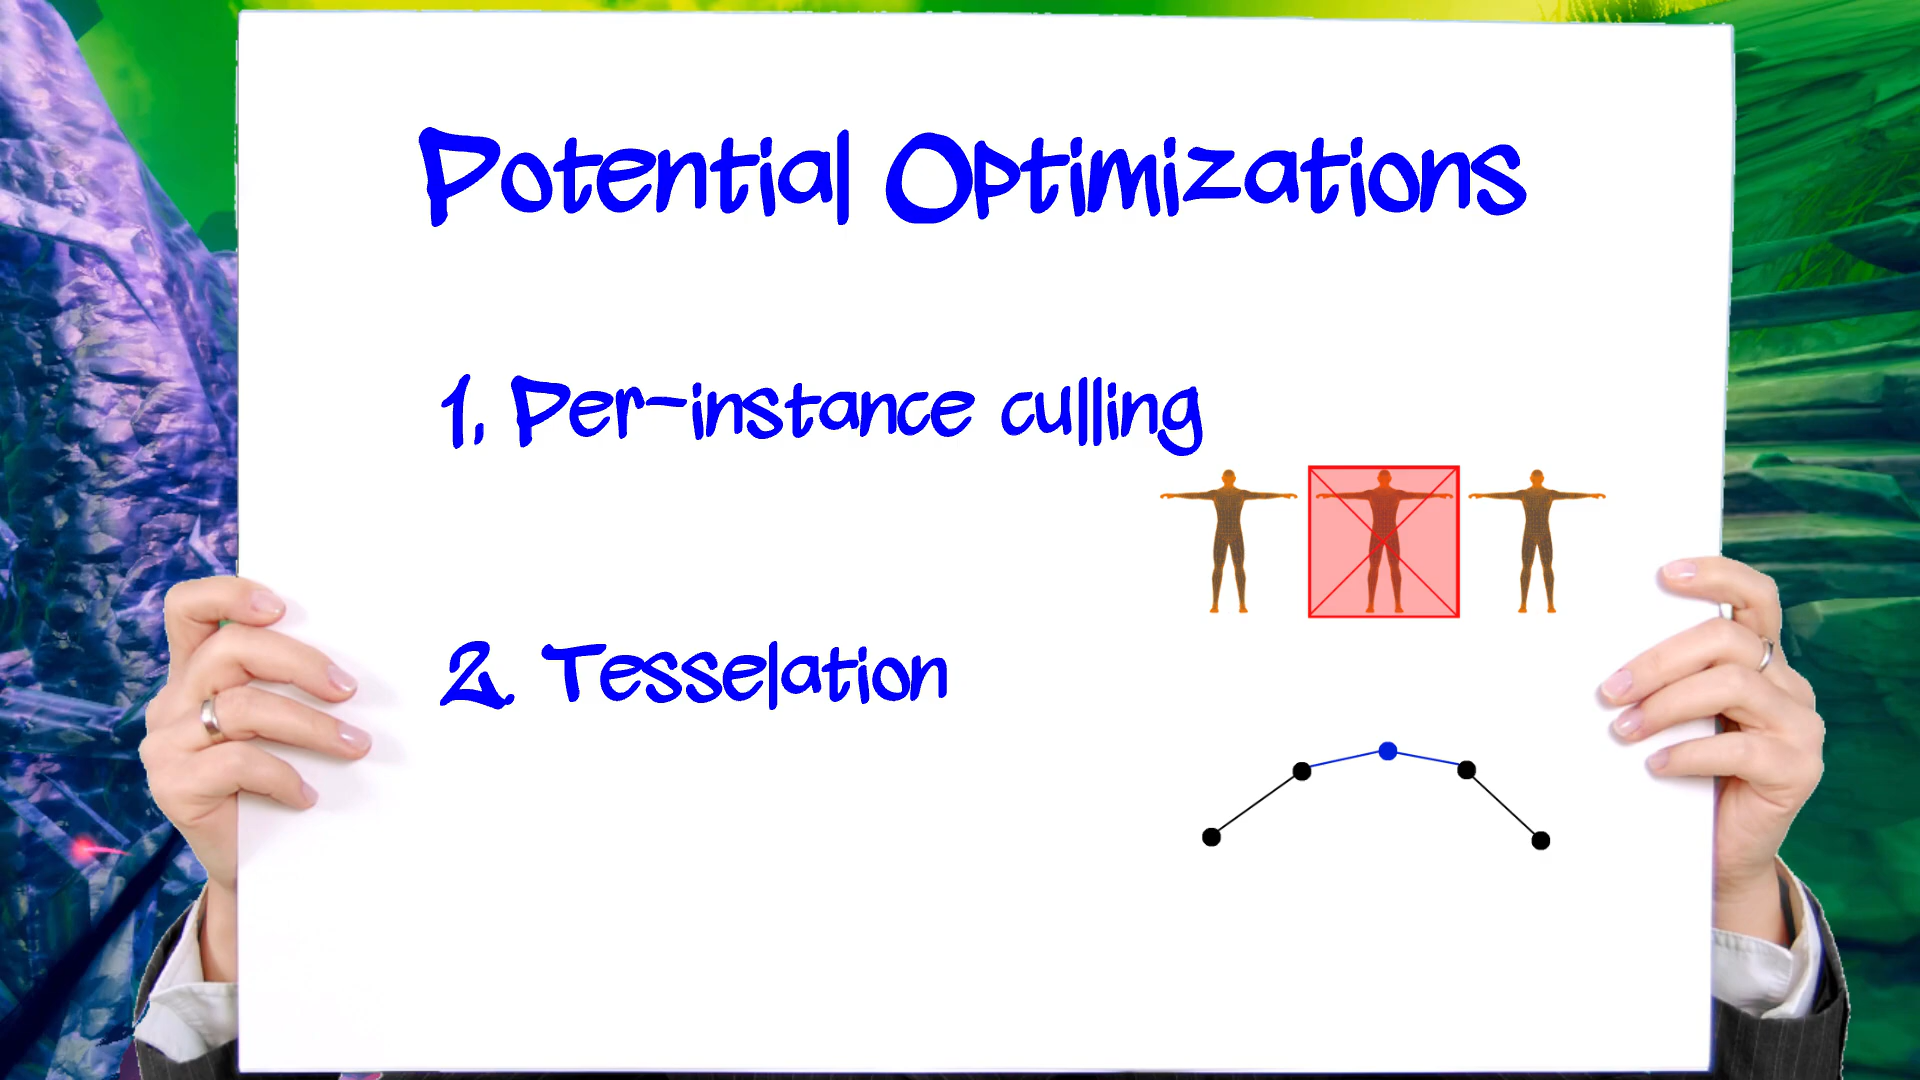 Potential Optimizations
1. Per-instance culling
2. Tesselation